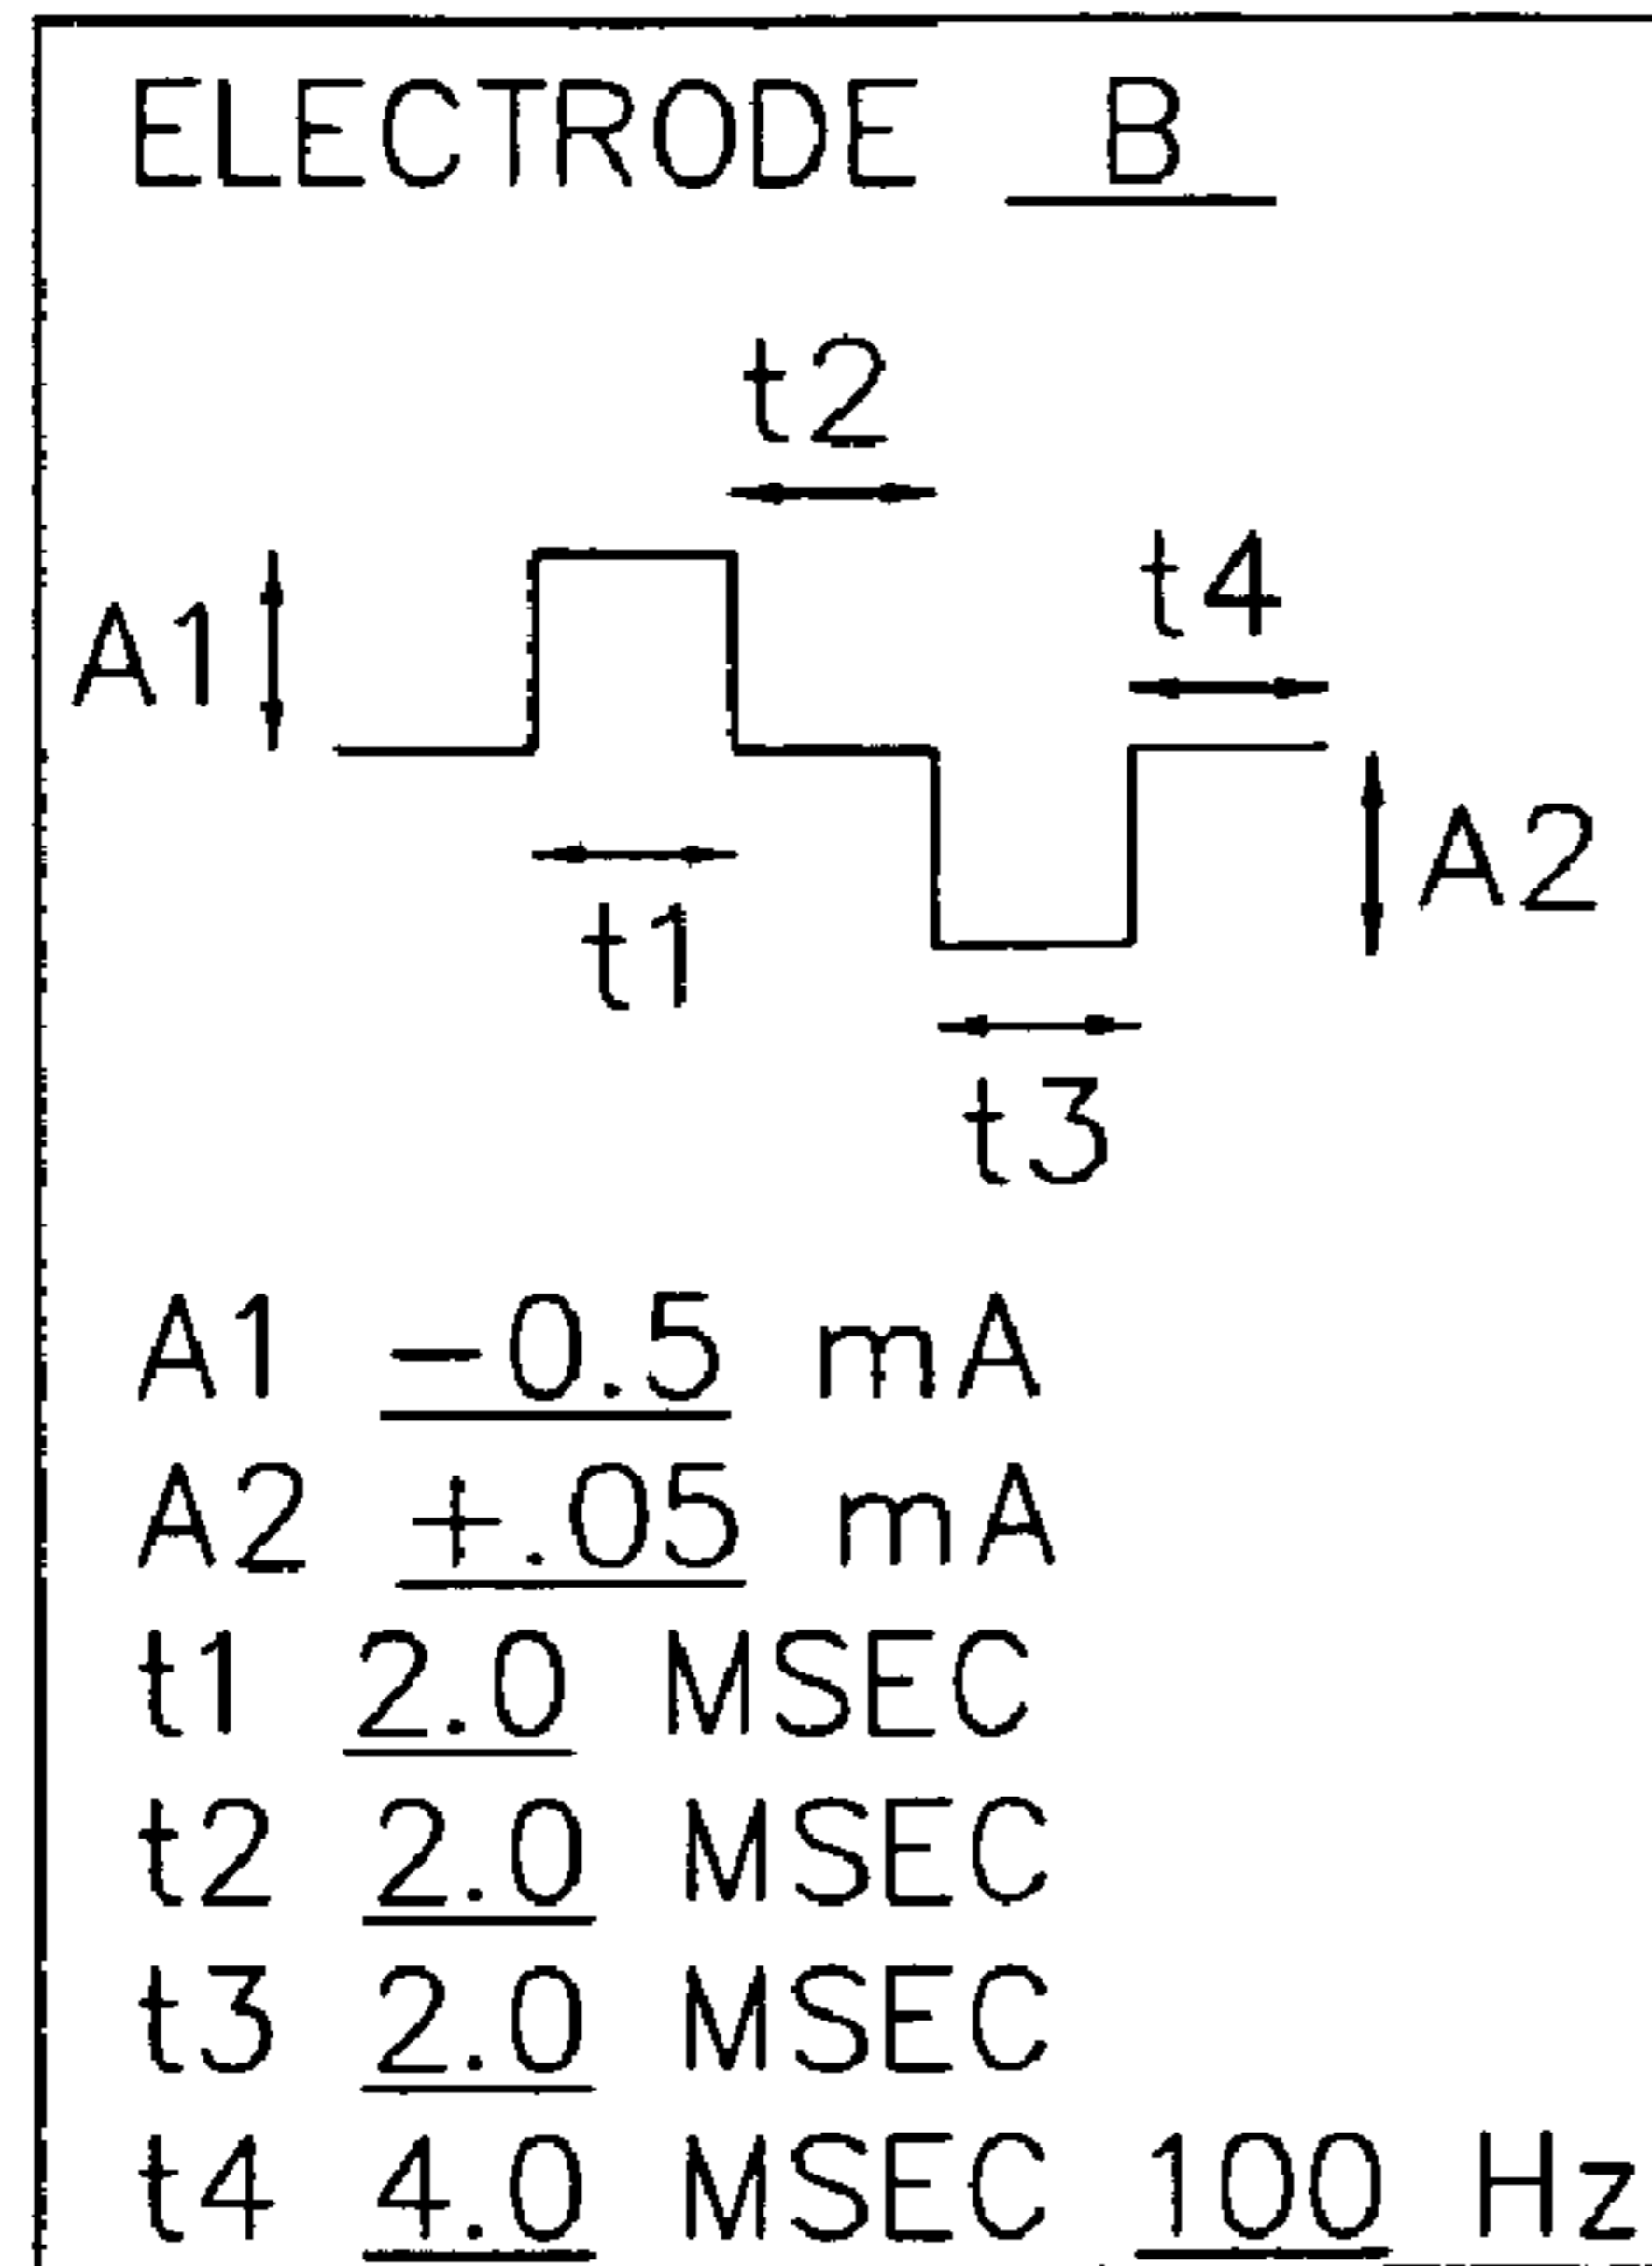 ELECTRODE B
t2
t4
A1
A2
t1
t3
A1 -0.5 mA
A2 +.05 mA
t1 2.0 MSEC
t2 2.0 MSEC
t3 2.0 MSEC
t4 4.0 MSEC 100 Hz